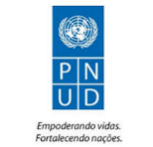 P N
U D
Empoderando vidas.
Fortalecendo nações.